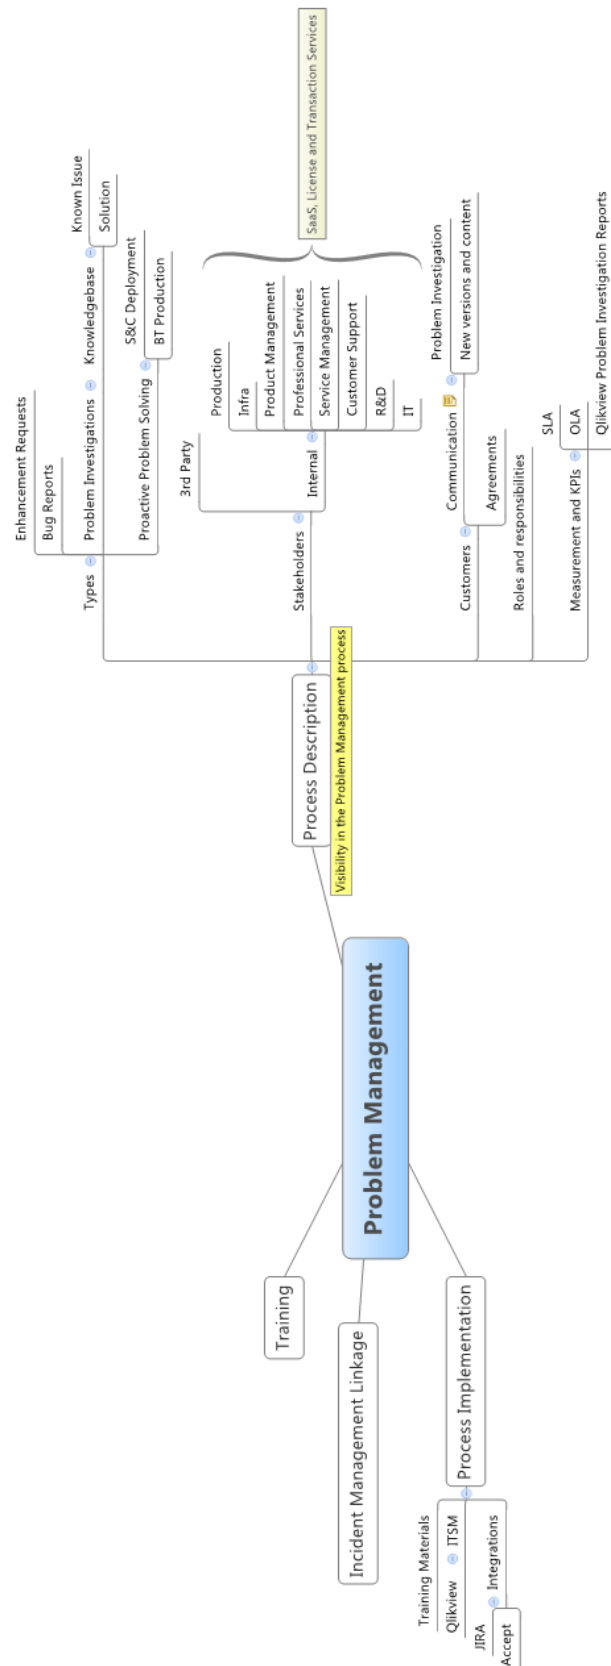 Problem Management
Process Description
Visibility in the Problem Management process
Types
Enhancement Requests
Bug Reports
Problem Investigations
Knowledgebase
Known Issue
Solution
Proactive Problem Solving
S&C Deployment
BT Production
Stakeholders
3rd Party
Internal
Production
Infra
Product Management
Professional Services
Service Management
Customer Support
R&D
IT
SaaS, License and Transaction Services
Customers
Communication
Problem Investigation
New versions and content
Agreements
Roles and responsibilities
Measurement and KPIs
SLA
OLA
Qlikview Problem Investigation Reports
Training
Incident Management Linkage
Process Implementation
Training Materials
ITSM
Qlikview
Integrations
JIRA
Accept